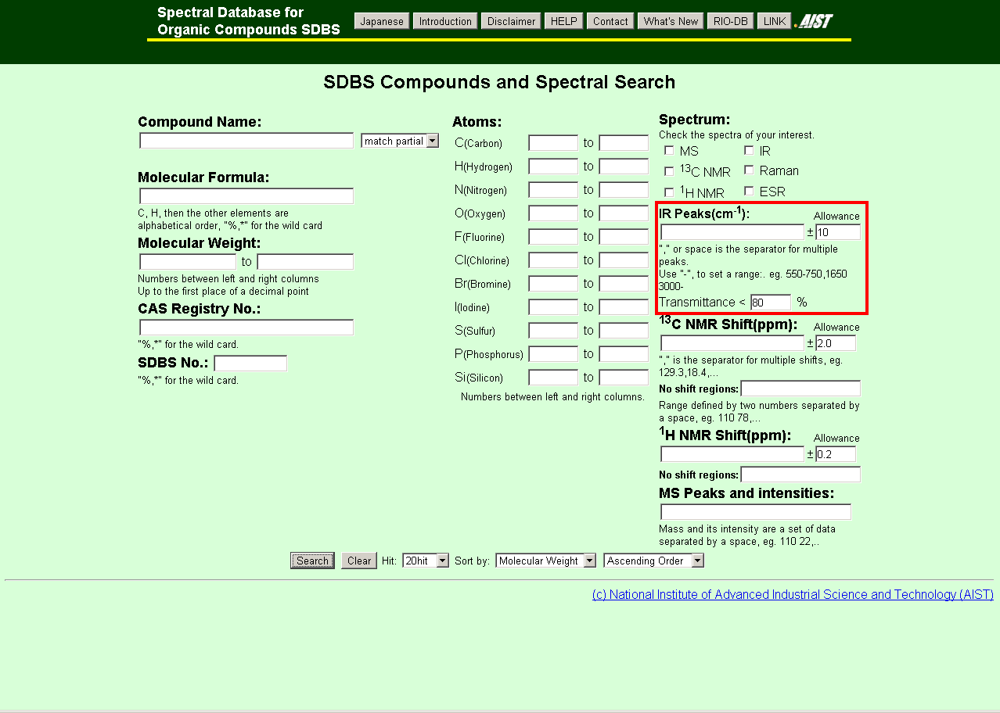 Spectral Database for
Organic Compounds SDBS
Japanese Introduction Disclaimer HELP Contact What's New RIO-DB LINK AIST
SDBS Compounds and Spectral Search
Compound Name:
match partial
Molecular Formula:
C, H, then the other elements are
alphabetical order, "%,*" for the wild card
Molecular Weight:
to
Numbers between left and right columns
Up to the first place of a decimal point
CAS Registry No.:
"%,*" for the wild card.
SDBS No.:
"%,*" for the wild card.
Atoms:
C(Carbon) to
H(Hydrogen) to
N(Nitrogen) to
O(Oxygen) to
F(Fluorine) to
Cl(Chlorine) to
Br(Bromine) to
I(Iodine) to
S(Sulfur) to
P(Phosphorus) to
Si(Silicon) to
Numbers between left and right columns.
Spectrum:
Check the spectra of your interest.
MS IR
13C NMR Raman
1H NMR ESR
IR Peaks(cm-1): Allowance
± 10
"," or space is the separator for multiple
peaks.
Use "-", to set a range:. eg. 550-750,1650
3000-
Transmittance < 80 %
13C NMR Shift(ppm): Allowance
± 2.0
"," is the separator for multiple shifts, eg.
129.3,18.4,...
No shift regions:
Range defined by two numbers separated by
a space, eg. 110 78,...
1H NMR Shift(ppm): Allowance
± 0.2
No shift regions:
MS Peaks and intensities:
Mass and its intensity are a set of data
separated by a space, eg. 110 22,..
Search Clear Hit: 20hit Sort by: Molecular Weight Ascending Order
(c) National Institute of Advanced Industrial Science and Technology (AIST)